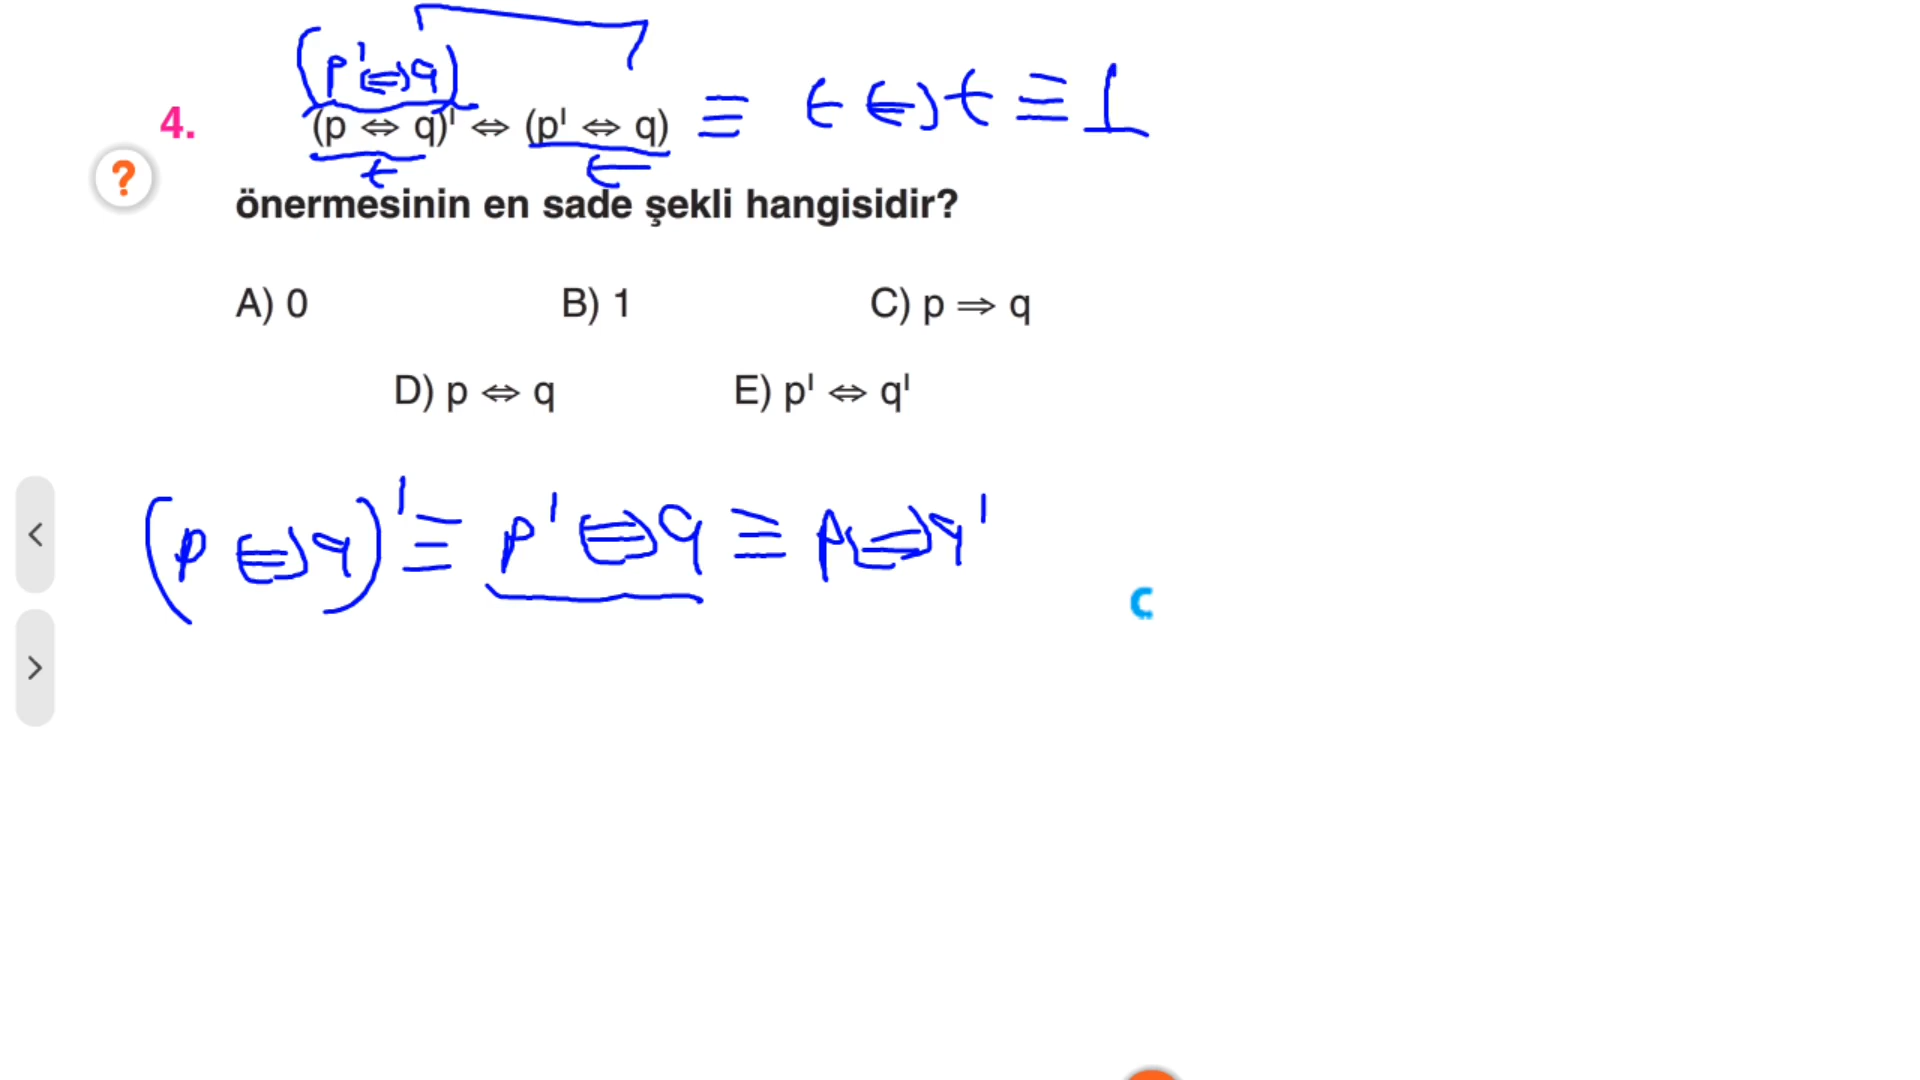 (p' ⇔ q)
4. (p ⇔ q)' ⇔ (p' ⇔ q) ≡ t ⇔ t ≡ 1
t t
? önermesinin en sade şekli hangisidir?
A) 0 B) 1 C) p ⇒ q
D) p ⇔ q E) p' ⇔ q'
(p ⇔ q)' ≡ p' ⇔ q ≡ p ⇔ q'